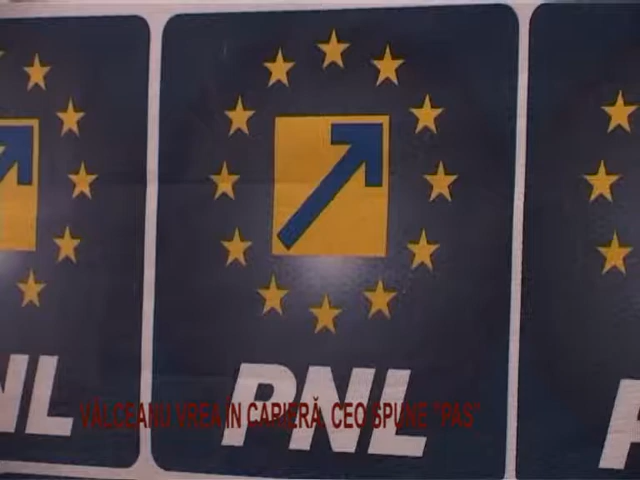 PNL
VÂLCEANU VREA ÎN CARIERĂ, CEO SPUNE "PAS"